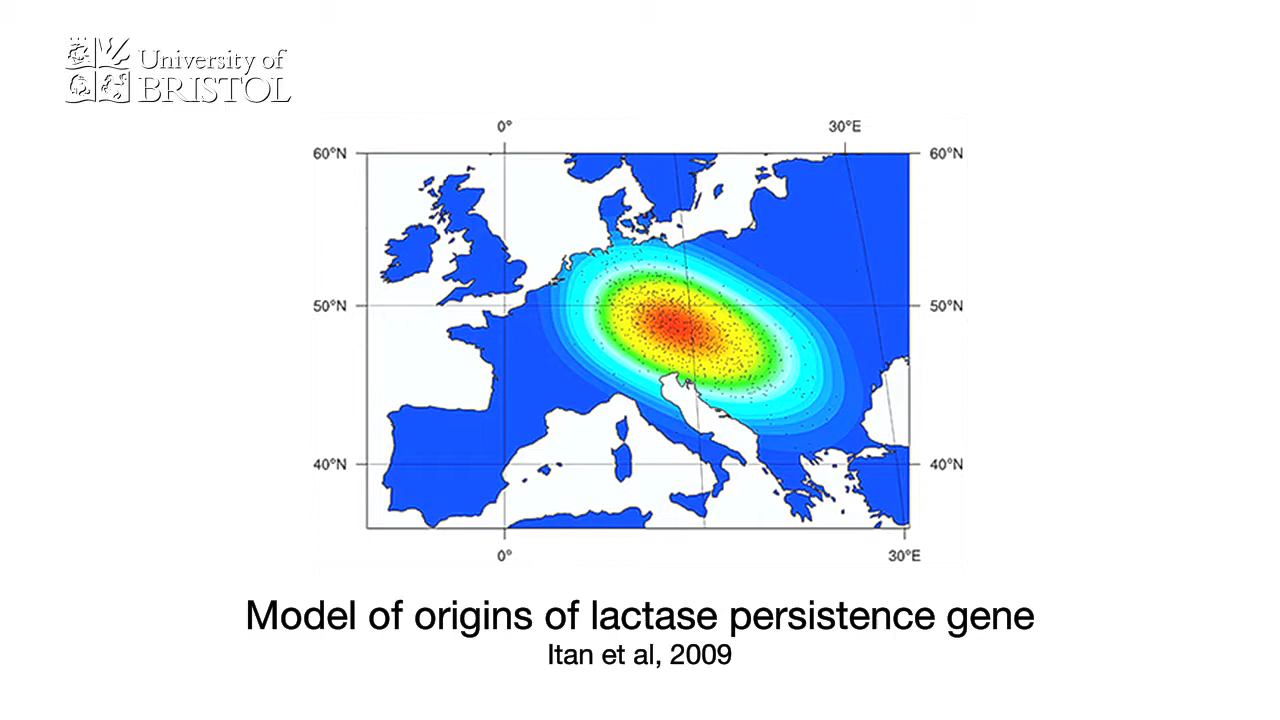 University of
BRISTOL
0° 30°E
60°N 60°N
50°N 50°N
40°N 40°N
0° 30°E
Model of origins of lactase persistence gene
Itan et al, 2009